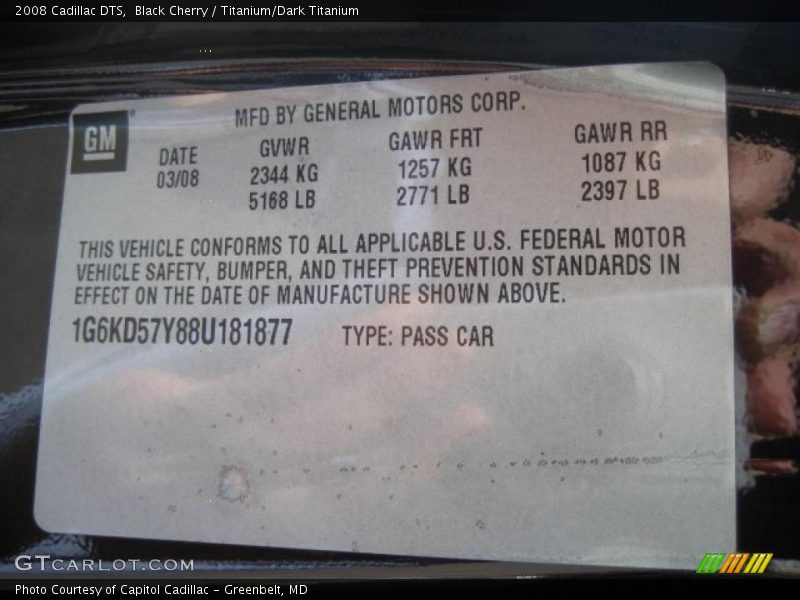 2008 Cadillac DTS, Black Cherry / Titanium/Dark Titanium
MFD BY GENERAL MOTORS CORP.
GM
DATE GVWR GAWR FRT GAWR RR
03/08 2344 KG 1257 KG 1087 KG
5168 LB 2771 LB 2397 LB
THIS VEHICLE CONFORMS TO ALL APPLICABLE U.S. FEDERAL MOTOR
VEHICLE SAFETY, BUMPER, AND THEFT PREVENTION STANDARDS IN
EFFECT ON THE DATE OF MANUFACTURE SHOWN ABOVE.
1G6KD57Y88U181877 TYPE: PASS CAR
GTCARLOT.COM
Photo Courtesy of Capitol Cadillac - Greenbelt, MD